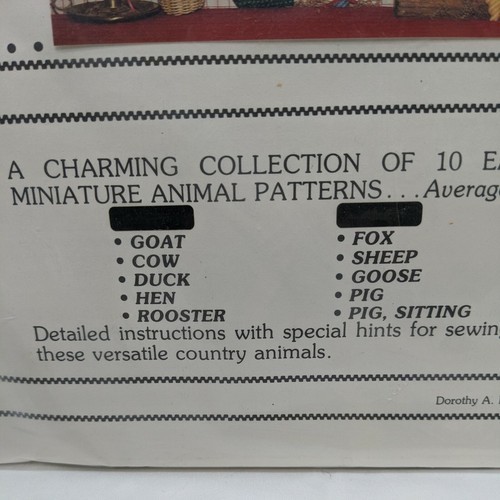 A CHARMING COLLECTION OF 10
MINIATURE ANIMAL PATTERNS...
• GOAT
• COW
• DUCK
• HEN
• ROOSTER
• FOX
• SHEEP
• GOOSE
• PIG
• PIG, SITTING
Detailed instructions with special hints for
these versatile country animals.
Dorothy A.